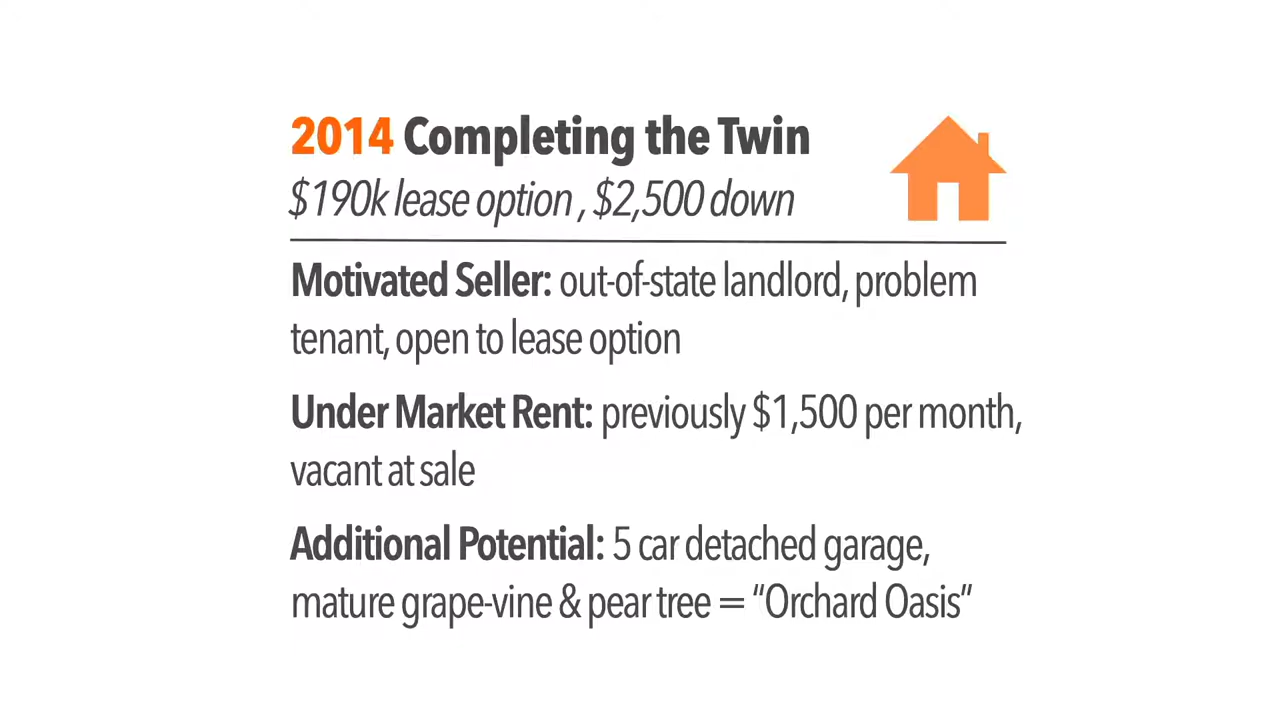 2014 Completing the Twin
$190k lease option , $2,500 down
Motivated Seller: out-of-state landlord, problem
tenant, open to lease option
Under Market Rent: previously $1,500 per month,
vacant at sale
Additional Potential: 5 car detached garage,
mature grape-vine & pear tree = “Orchard Oasis”